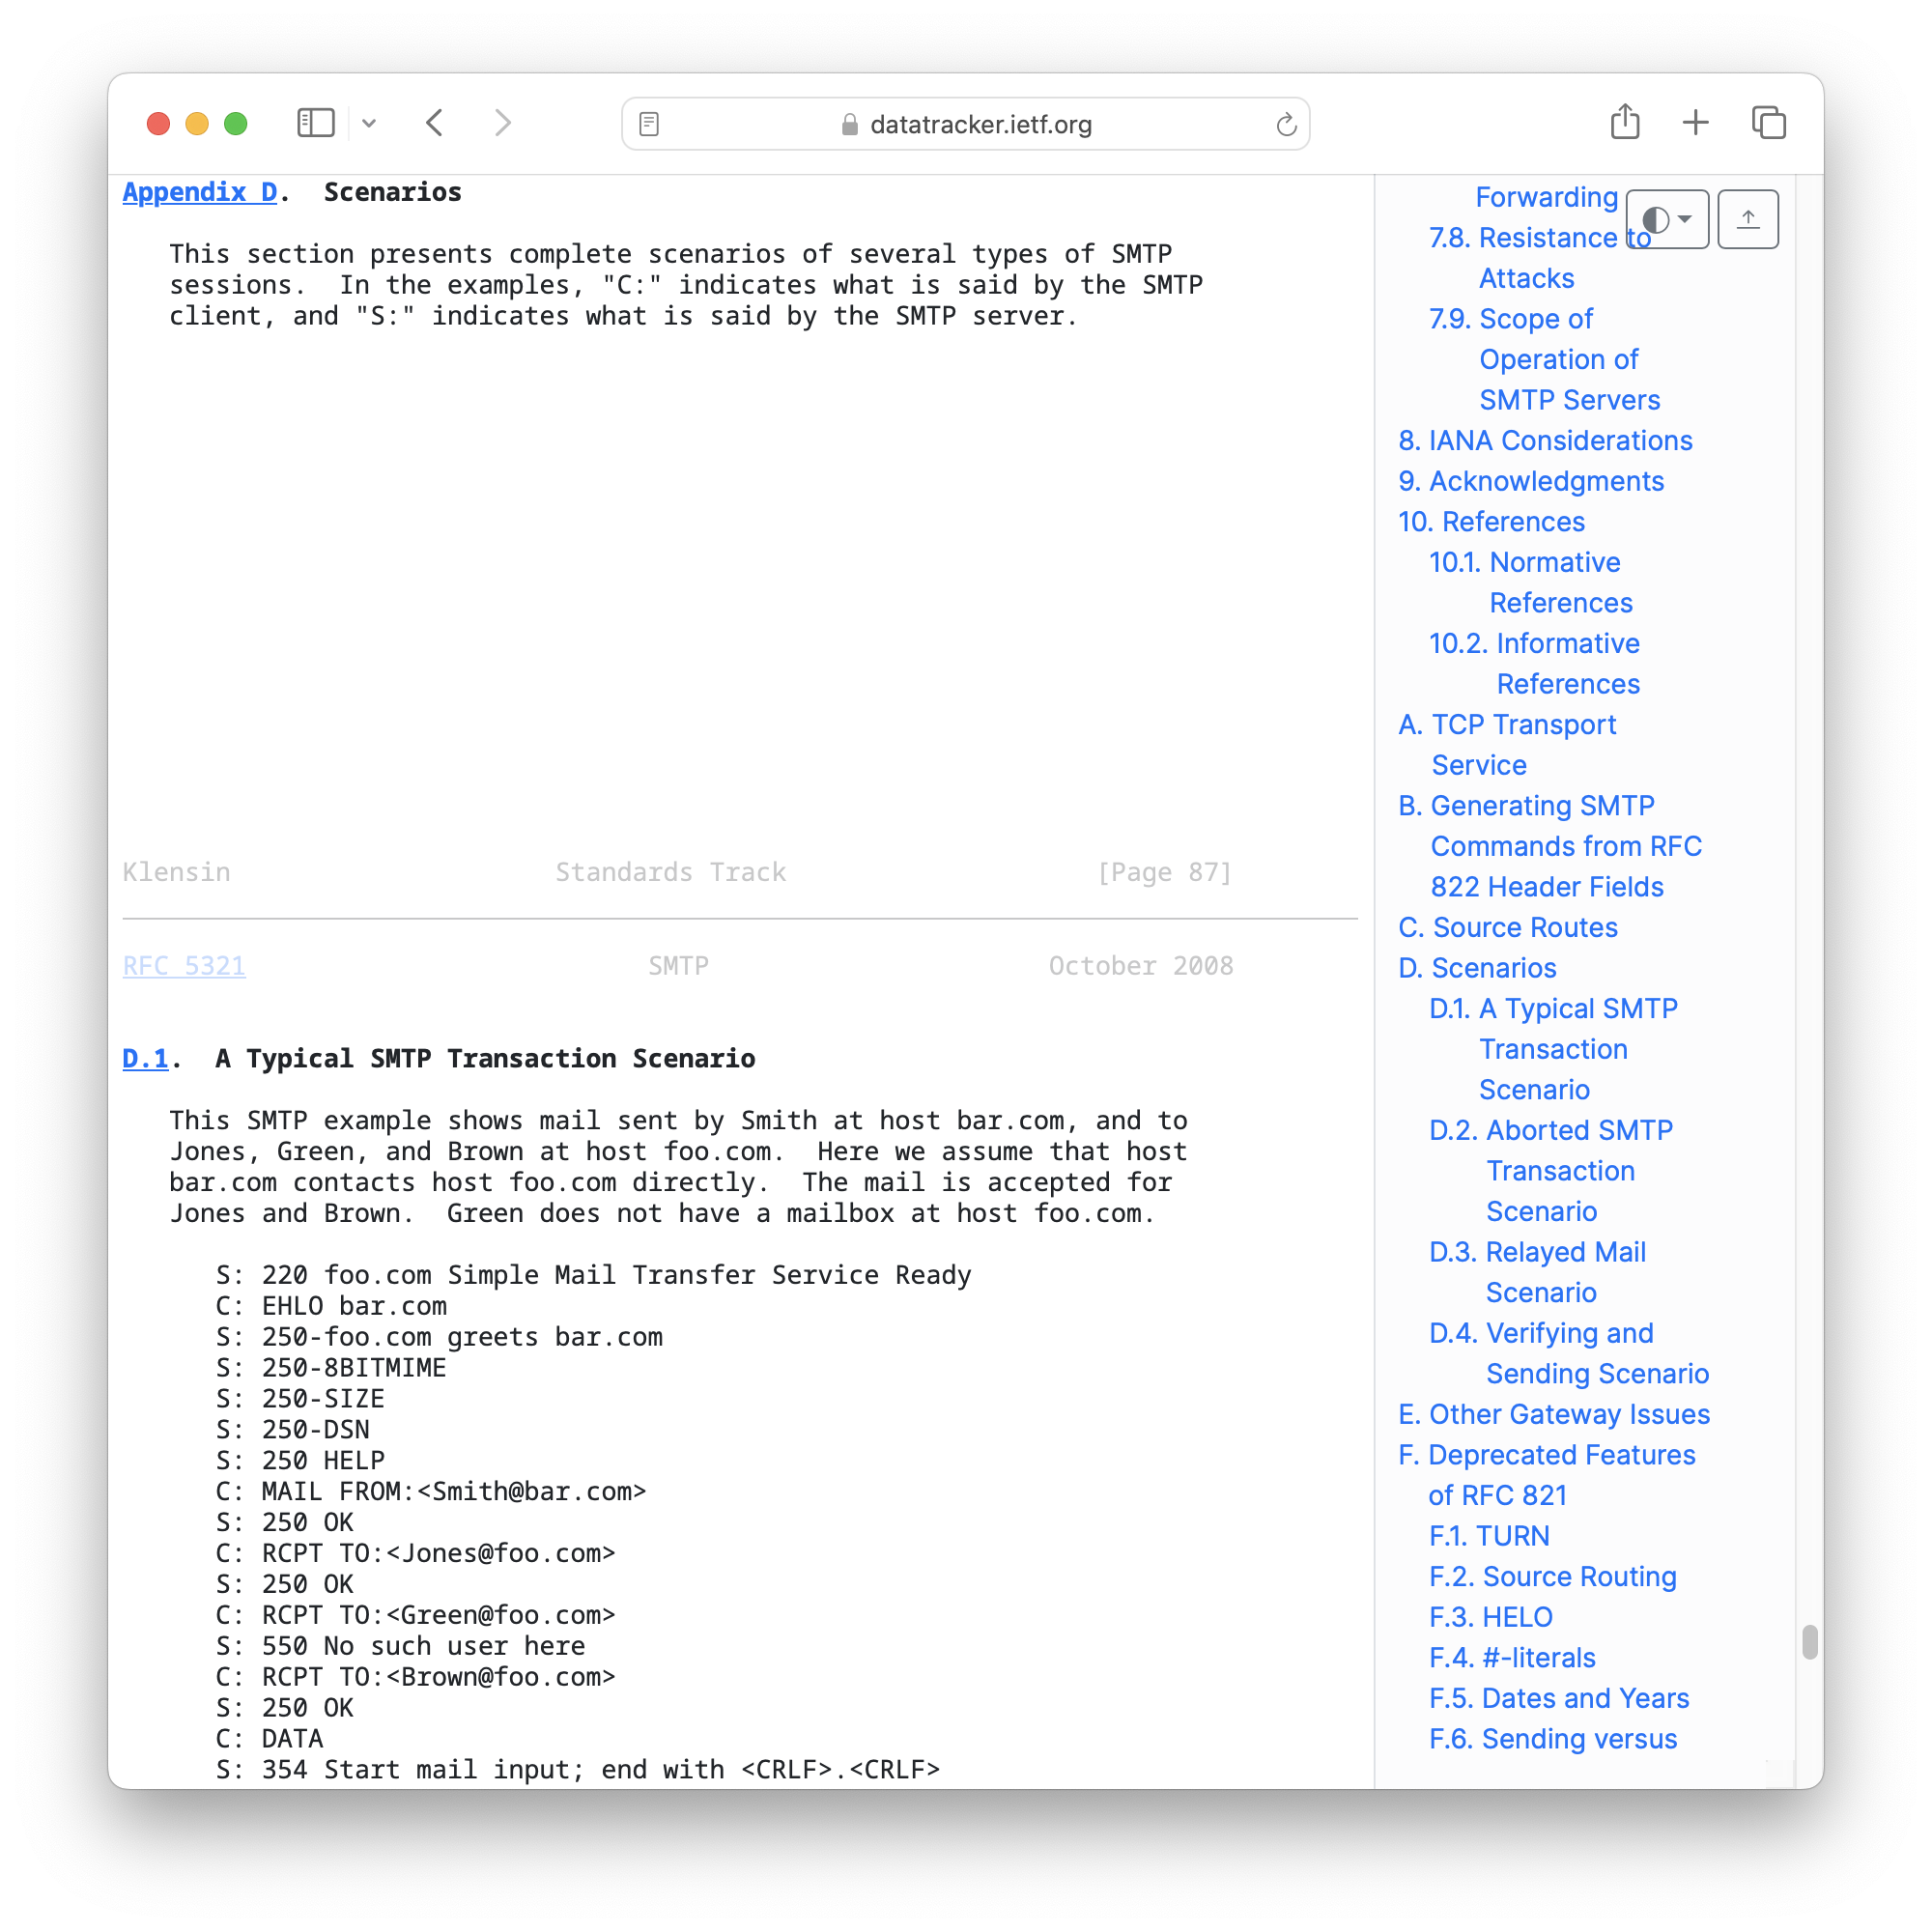 datatracker.ietf.org
Appendix D.  Scenarios
This section presents complete scenarios of several types of SMTP
sessions.  In the examples, "C:" indicates what is said by the SMTP
client, and "S:" indicates what is said by the SMTP server.
Klensin Standards Track [Page 87]
RFC 5321 SMTP October 2008
D.1.  A Typical SMTP Transaction Scenario
This SMTP example shows mail sent by Smith at host bar.com, and to
Jones, Green, and Brown at host foo.com.  Here we assume that host
bar.com contacts host foo.com directly.  The mail is accepted for
Jones and Brown.  Green does not have a mailbox at host foo.com.
S: 220 foo.com Simple Mail Transfer Service Ready
C: EHLO bar.com
S: 250-foo.com greets bar.com
S: 250-8BITMIME
S: 250-SIZE
S: 250-DSN
S: 250 HELP
C: MAIL FROM:<Smith@bar.com>
S: 250 OK
C: RCPT TO:<Jones@foo.com>
S: 250 OK
C: RCPT TO:<Green@foo.com>
S: 550 No such user here
C: RCPT TO:<Brown@foo.com>
S: 250 OK
C: DATA
S: 354 Start mail input; end with <CRLF>.<CRLF>
Forwarding
7.8. Resistance to
Attacks
7.9. Scope of
Operation of
SMTP Servers
8. IANA Considerations
9. Acknowledgments
10. References
10.1. Normative
References
10.2. Informative
References
A. TCP Transport
Service
B. Generating SMTP
Commands from RFC
822 Header Fields
C. Source Routes
D. Scenarios
D.1. A Typical SMTP
Transaction
Scenario
D.2. Aborted SMTP
Transaction
Scenario
D.3. Relayed Mail
Scenario
D.4. Verifying and
Sending Scenario
E. Other Gateway Issues
F. Deprecated Features
of RFC 821
F.1. TURN
F.2. Source Routing
F.3. HELO
F.4. #-literals
F.5. Dates and Years
F.6. Sending versus